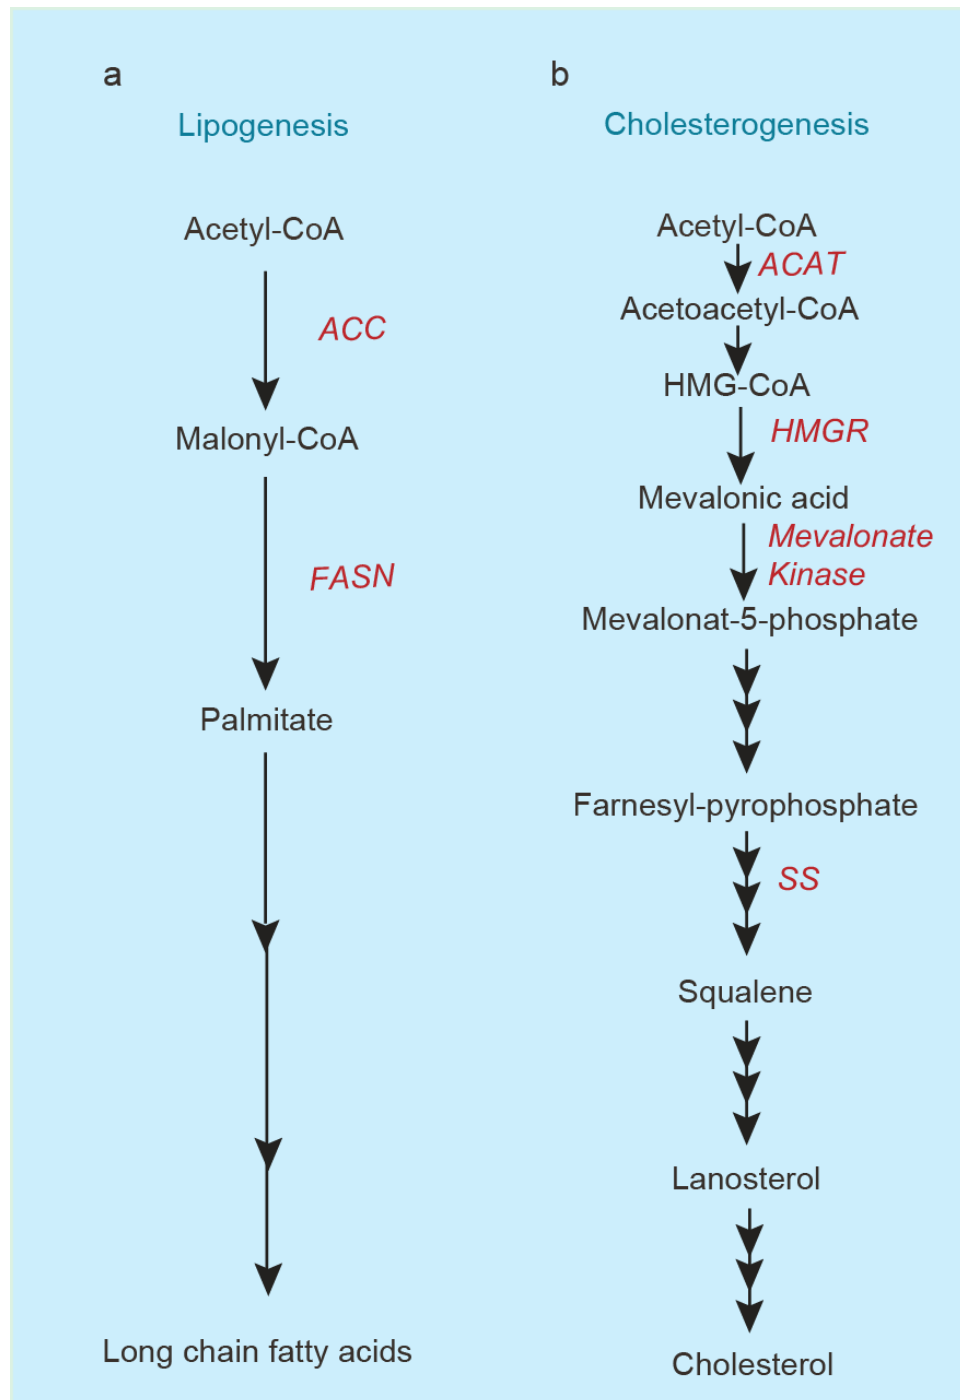 a
Lipogenesis
Acetyl-CoA
ACC
Malonyl-CoA
FASN
Palmitate
Long chain fatty acids
b
Cholesterogenesis
Acetyl-CoA
ACAT
Acetoacetyl-CoA
HMG-CoA
HMGR
Mevalonic acid
Mevalonate
Kinase
Mevalonat-5-phosphate
Farnesyl-pyrophosphate
SS
Squalene
Lanosterol
Cholesterol